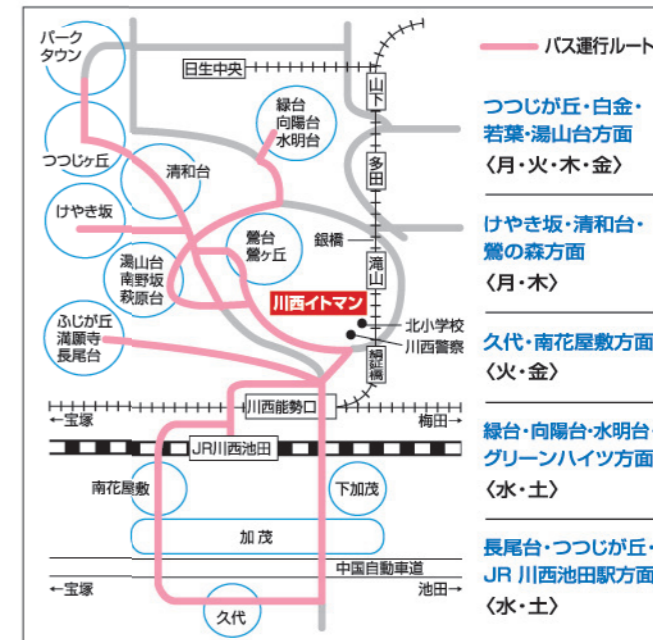 パーク
タウン
日生中央
山下
緑台
向陽台
水明台
多田
つつじヶ丘
清和台
けやき坂
鶯台
鶯ヶ丘
銀橋
湯山台
南野坂
萩原台
滝山
川西イトマン
ふじが丘
満願寺
長尾台
北小学校
川西警察
絹延橋
川西能勢口
←宝塚
梅田→
JR川西池田
南花屋敷
下加茂
加茂
中国自動車道
←宝塚
池田→
久代
バス運行ルート
つつじが丘・白金・
若葉・湯山台方面
〈月・火・木・金〉
けやき坂・清和台・
鶯の森方面
〈月・木〉
久代・南花屋敷方面
〈火・金〉
緑台・向陽台・水明台・
グリーンハイツ方面
〈水・土〉
長尾台・つつじが丘・
JR 川西池田駅方面
〈水・土〉